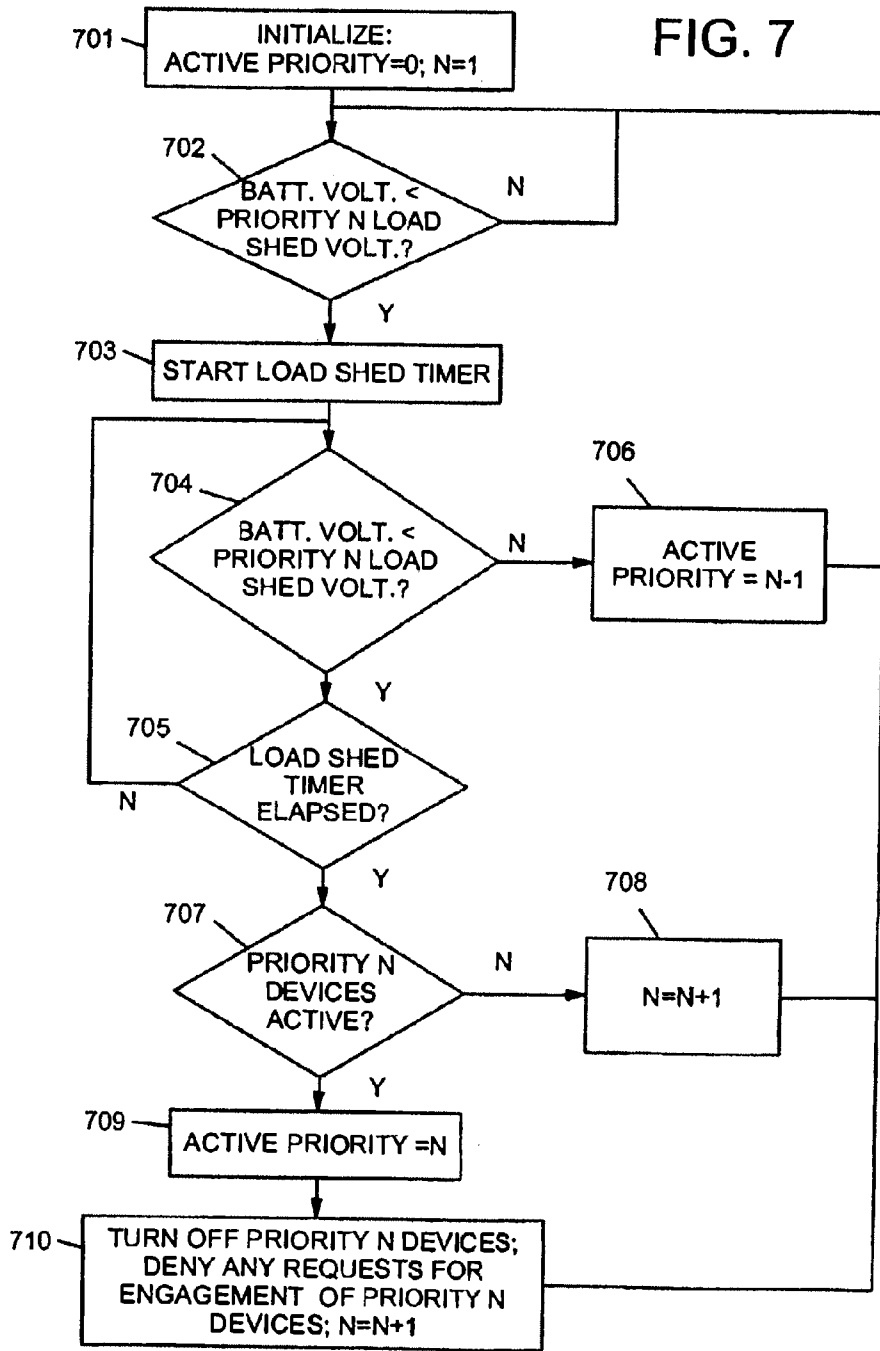 FIG. 7
701
INITIALIZE:
ACTIVE PRIORITY=0; N=1
702
BATT. VOLT. <
PRIORITY N LOAD
SHED VOLT.?
N
Y
703
START LOAD SHED TIMER
704
BATT. VOLT. <
PRIORITY N LOAD
SHED VOLT.?
N
706
ACTIVE
PRIORITY = N-1
Y
705
LOAD SHED
TIMER
ELAPSED?
N
Y
707
PRIORITY N
DEVICES
ACTIVE?
N
708
N=N+1
Y
709
ACTIVE PRIORITY =N
710
TURN OFF PRIORITY N DEVICES;
DENY ANY REQUESTS FOR
ENGAGEMENT OF PRIORITY N
DEVICES; N=N+1